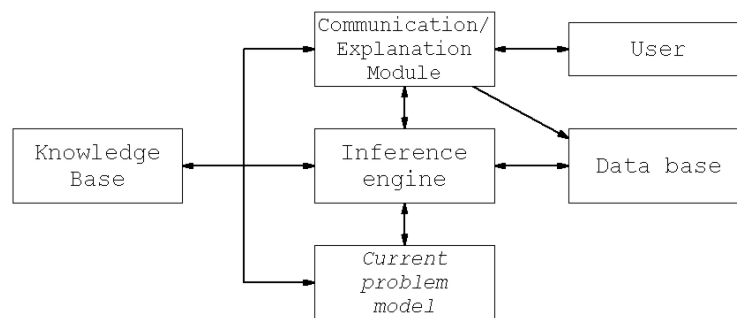 Communication/
Explanation
Module
User
Knowledge
Base
Inference
engine
Data base
Current
problem
model